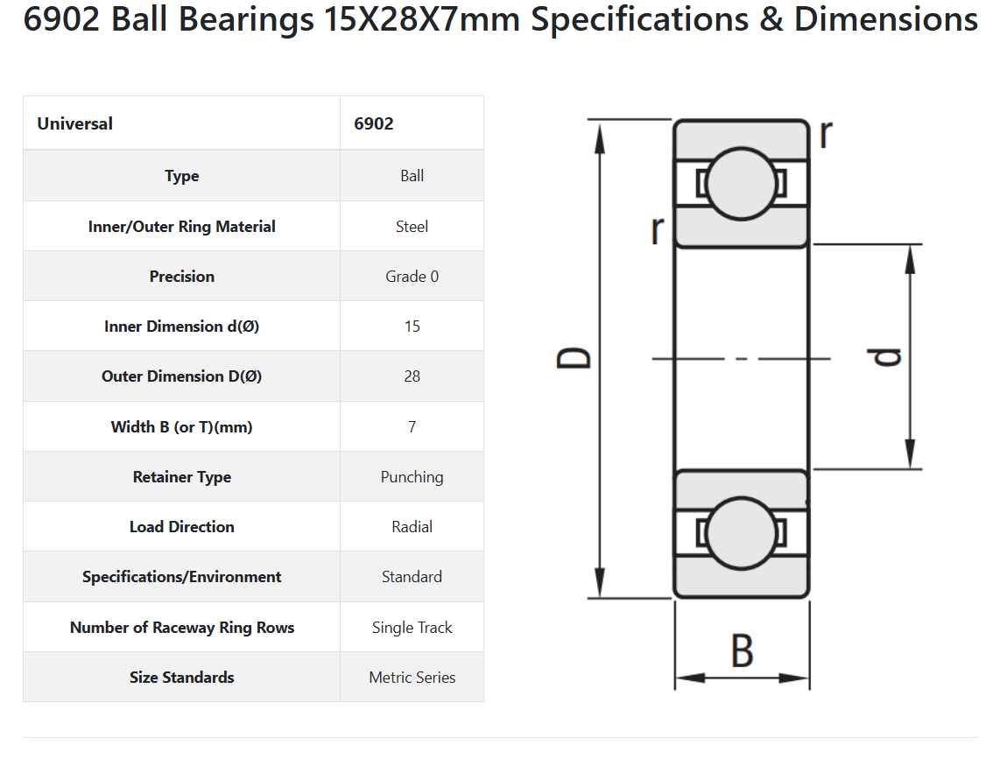 6902 Ball Bearings 15X28X7mm Specifications & Dimensions
Universal 6902
Type Ball
Inner/Outer Ring Material Steel
Precision Grade 0
Inner Dimension d(Ø) 15
Outer Dimension D(Ø) 28
Width B (or T)(mm) 7
Retainer Type Punching
Load Direction Radial
Specifications/Environment Standard
Number of Raceway Ring Rows Single Track
Size Standards Metric Series
r
r
D
d
B